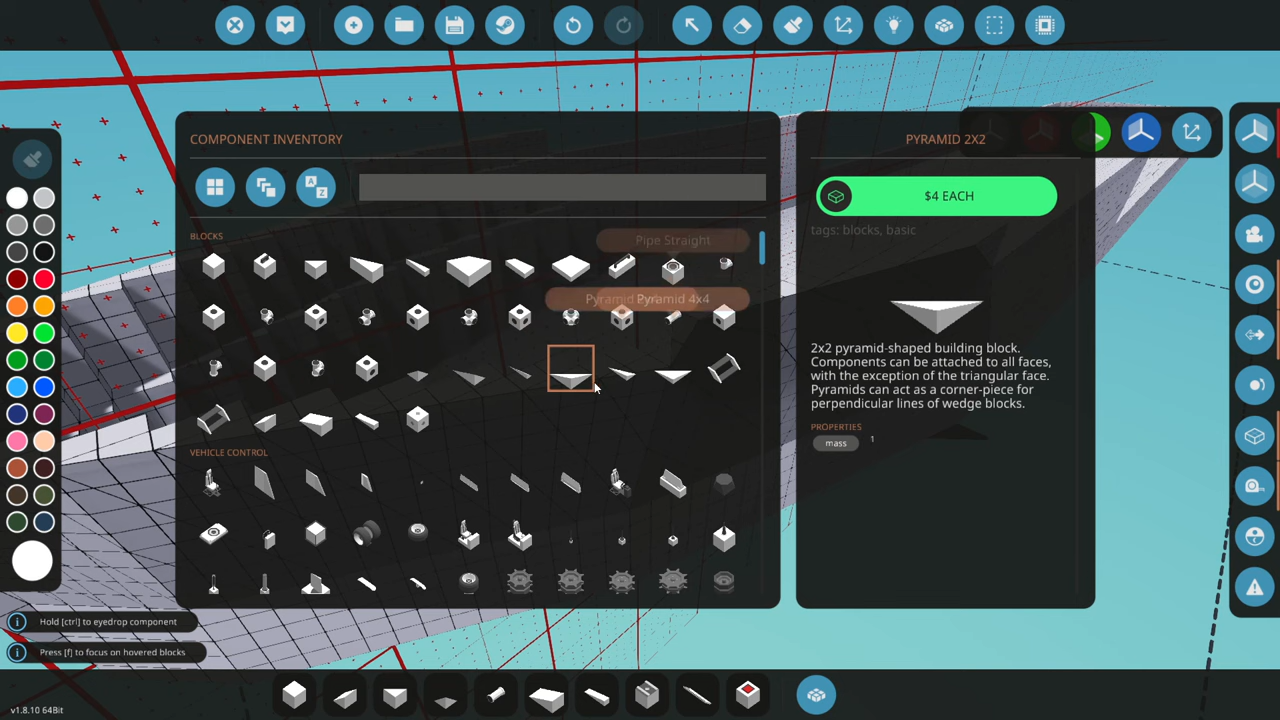 COMPONENT INVENTORY
PYRAMID 2X2
A
Z
$4 EACH
tags: blocks, basic
BLOCKS
Pipe Straight
Pyramid 4x4
2x2 pyramid-shaped building block.
Components can be attached to all faces,
with the exception of the triangular face.
Pyramids can act as a corner-piece for
perpendicular lines of wedge blocks.
PROPERTIES
mass 1
VEHICLE CONTROL
Hold [ctrl] to eyedrop component
Press [f] to focus on hovered blocks
v1.8.10 64Bit